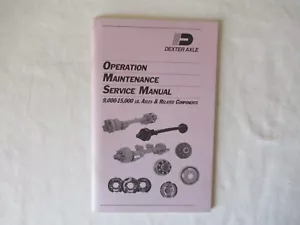 DEXTER AXLE
OPERATION
MAINTENANCE
SERVICE MANUAL
9,000-15,000 LB. AXLES & RELATED COMPONENTS